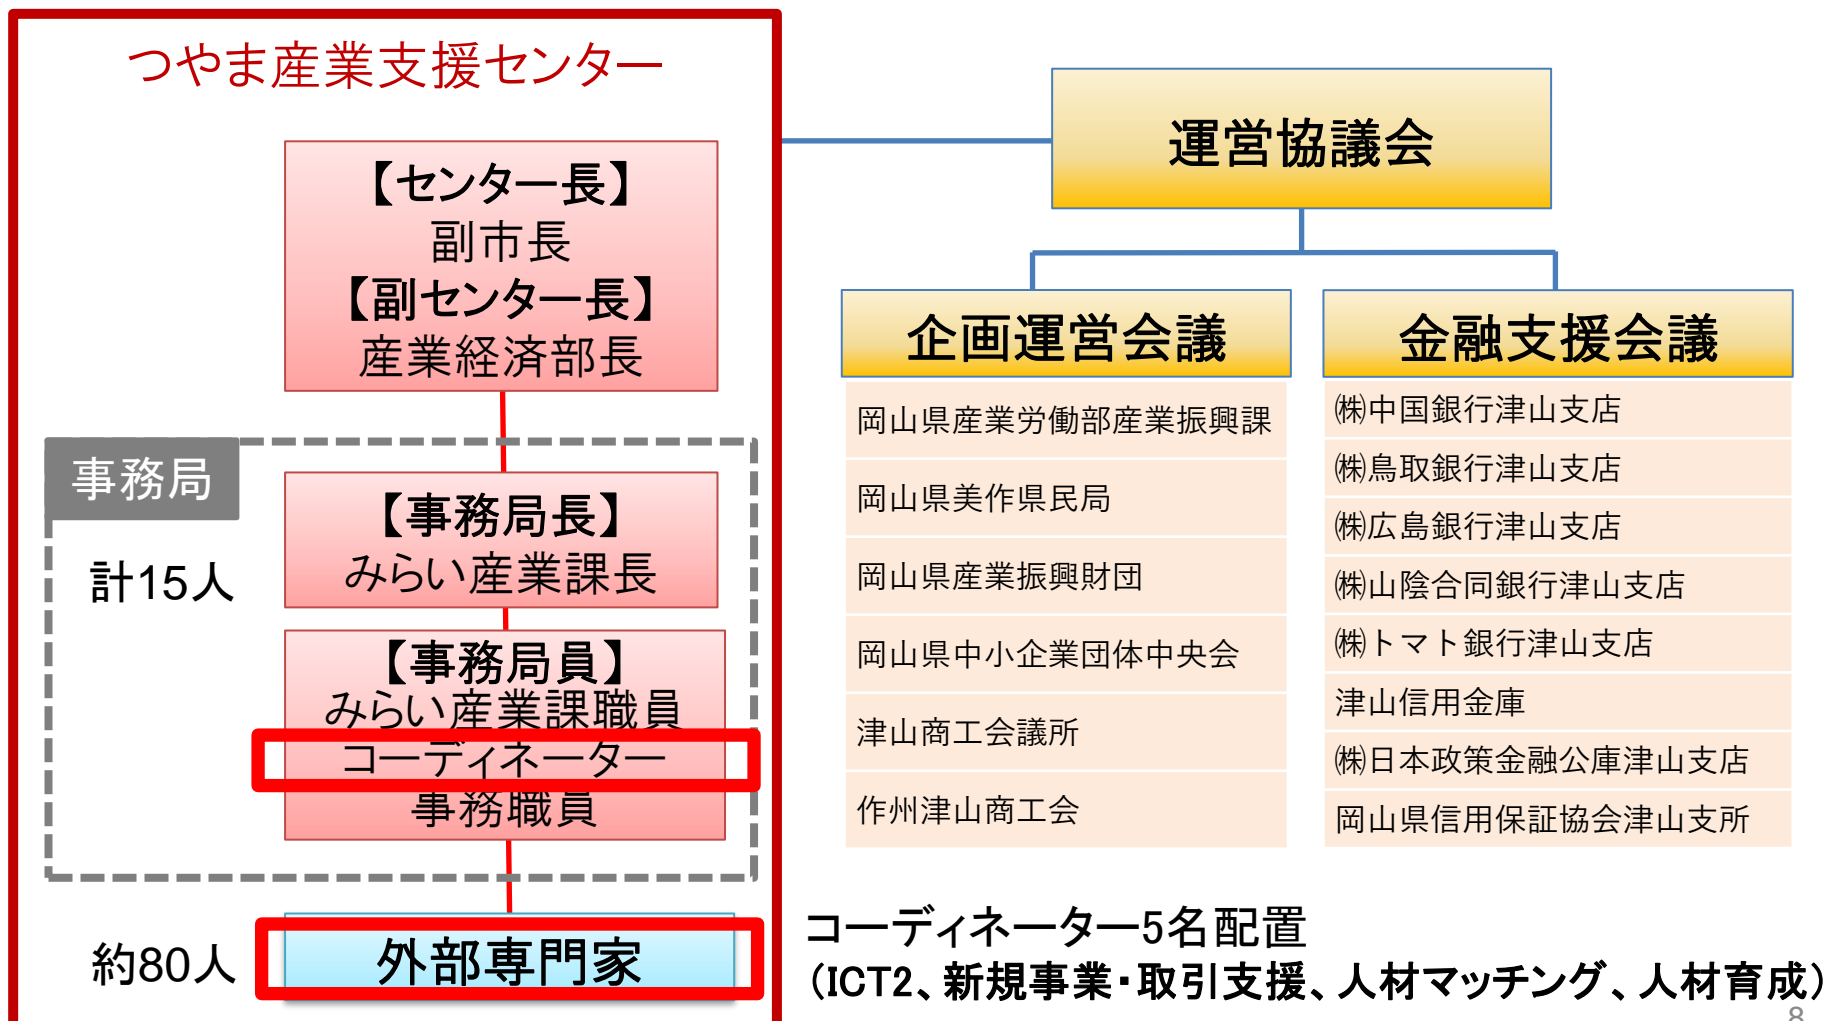 つやま産業支援センター
【センター長】
副市長
【副センター長】
産業経済部長
事務局
計15人
【事務局長】
みらい産業課長
【事務局員】
みらい産業課職員
コーディネーター
事務職員
約80人
外部専門家
運営協議会
企画運営会議
岡山県産業労働部産業振興課
岡山県美作県民局
岡山県産業振興財団
岡山県中小企業団体中央会
津山商工会議所
作州津山商工会
金融支援会議
㈱中国銀行津山支店
㈱鳥取銀行津山支店
㈱広島銀行津山支店
㈱山陰合同銀行津山支店
㈱トマト銀行津山支店
津山信用金庫
㈱日本政策金融公庫津山支店
岡山県信用保証協会津山支所
コーディネーター5名配置
（ICT2、新規事業・取引支援、人材マッチング、人材育成）
8